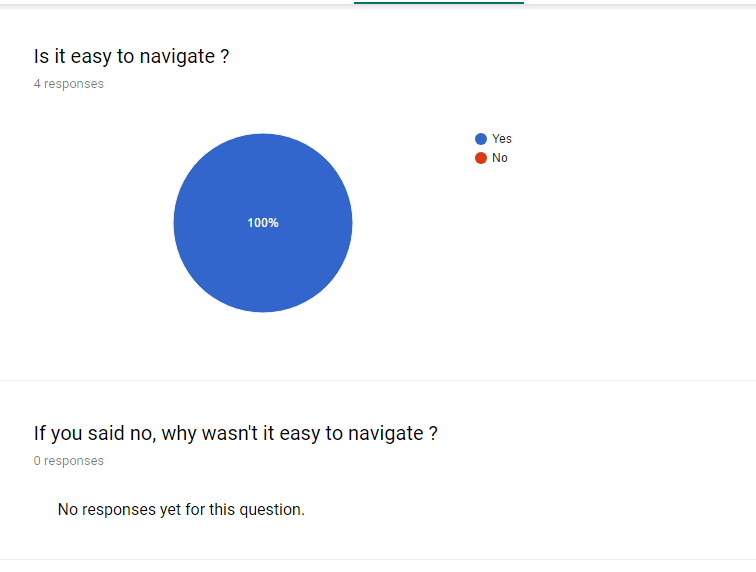 Is it easy to navigate ?
4 responses
Yes
No
100%
If you said no, why wasn't it easy to navigate ?
0 responses
No responses yet for this question.